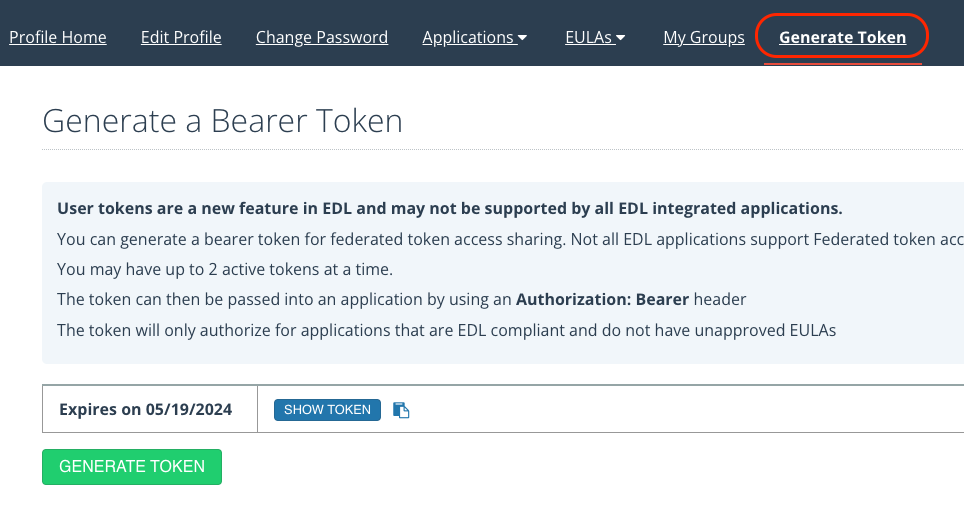 Profile Home Edit Profile Change Password Applications EULAs My Groups Generate Token
Generate a Bearer Token
User tokens are a new feature in EDL and may not be supported by all EDL integrated applications.
You can generate a bearer token for federated token access sharing. Not all EDL applications support Federated token
You may have up to 2 active tokens at a time.
The token can then be passed into an application by using an Authorization: Bearer header
The token will only authorize for applications that are EDL compliant and do not have unapproved EULAs
Expires on 05/19/2024 SHOW TOKEN
GENERATE TOKEN